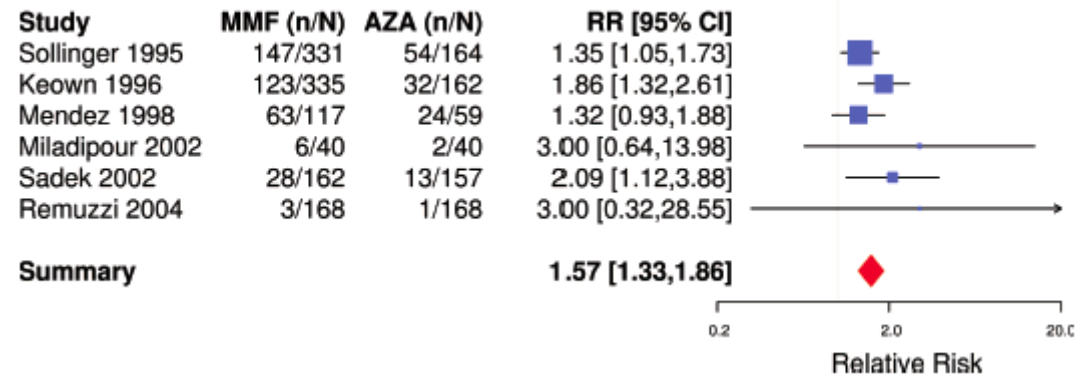 Study MMF (n/N) AZA (n/N) RR [95% CI]
Sollinger 1995 147/331 54/164 1.35 [1.05,1.73]
Keown 1996 123/335 32/162 1.86 [1.32,2.61]
Mendez 1998 63/117 24/59 1.32 [0.93,1.88]
Miladipour 2002 6/40 2/40 3.00 [0.64,13.98]
Sadek 2002 28/162 13/157 2.09 [1.12,3.88]
Remuzzi 2004 3/168 1/168 3.00 [0.32,28.55]
Summary 1.57 [1.33,1.86]
0.2 2.0 20.0
Relative Risk